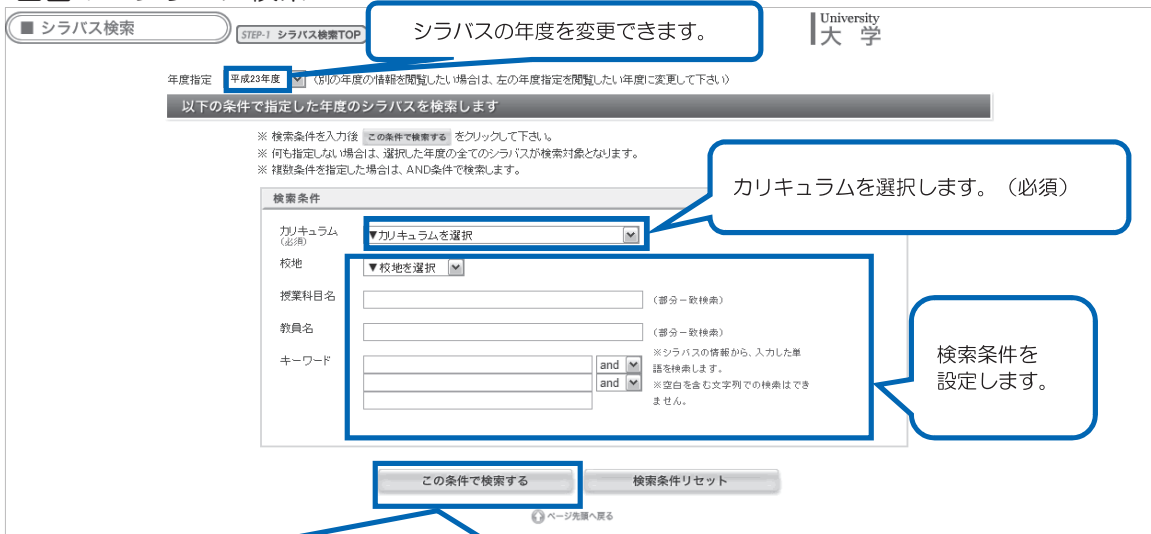 ■ シラバス検索
STEP-1 シラバス検索TOP
シラバスの年度を変更できます。
University
大 学
年度指定 平成23年度 (別の年度の情報を閲覧したい場合は、左の年度指定を閲覧したい年度に変更して下さい)
以下の条件で指定した年度のシラバスを検索します
※ 検索条件を入力後 この条件で検索する をクリックして下さい。
※ 何も指定しない場合は、選択した年度の全てのシラバスが検索対象となります。
※ 複数条件を指定した場合は、AND条件で検索します。
カリキュラムを選択します。(必須)
検索条件
カリキュラム
(必須)
▼カリキュラムを選択
校地 ▼校地を選択
授業科目名 (部分一致検索)
教員名 (部分一致検索)
キーワード and
and
※シラバスの情報から、入力した単
語を検索します。
※空白を含む文字列での検索はでき
ません。
検索条件を
設定します。
この条件で検索する 検索条件リセット
ページ先頭へ戻る